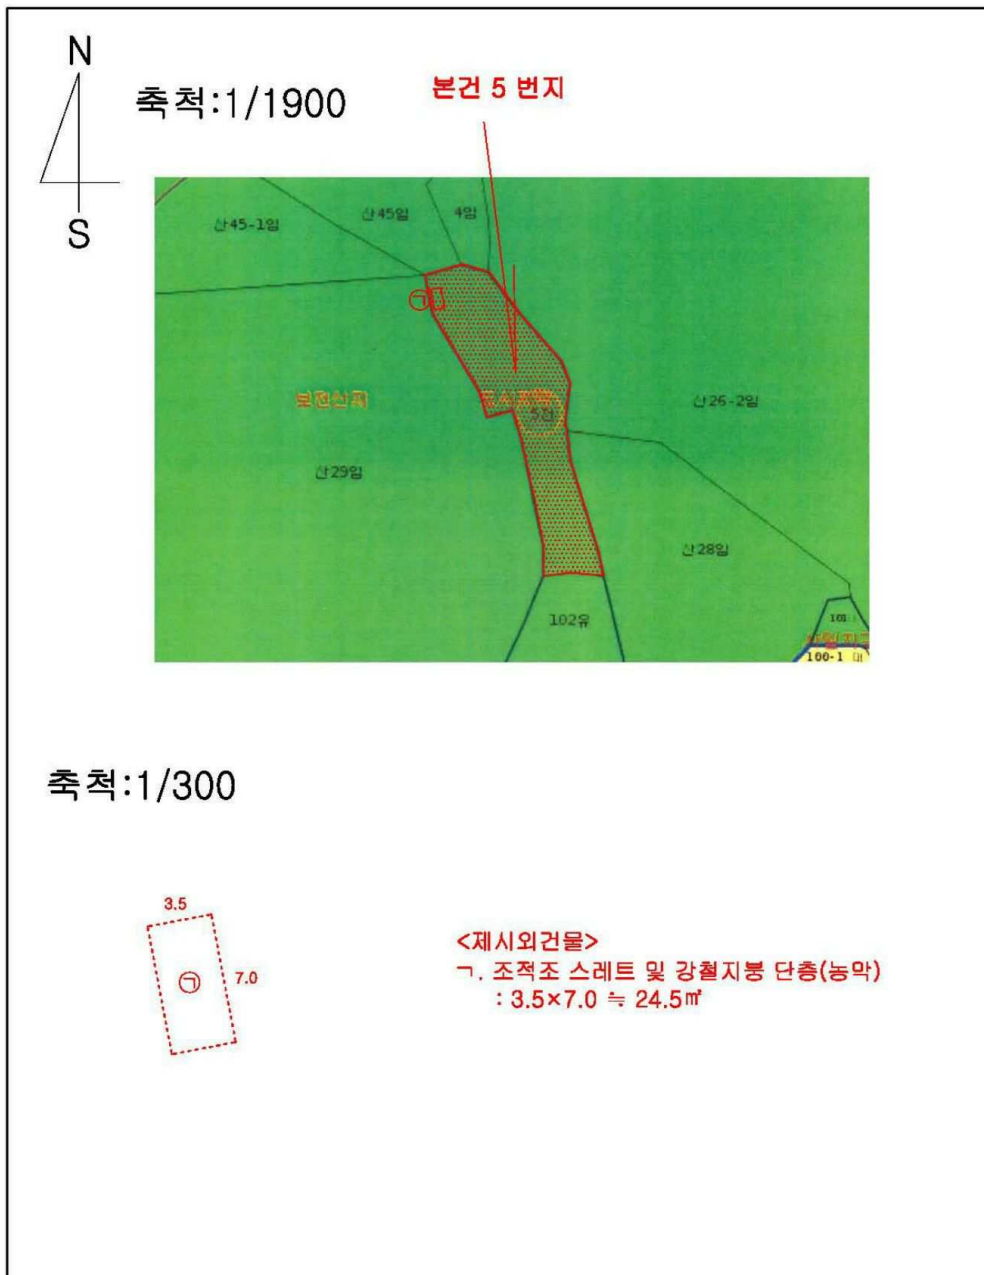 N
축척:1/1900
본건 5 번지
S
산45-1임
산45임
4임
㉠
보전산지
5전
산26-2임
산29임
산28임
102유
101
100-1 대
축척:1/300
3.5
㉠
7.0
<제시외건물>
ㄱ. 조적조 스레트 및 강철지붕 단층(농막)
: 3.5×7.0 ≒ 24.5㎡